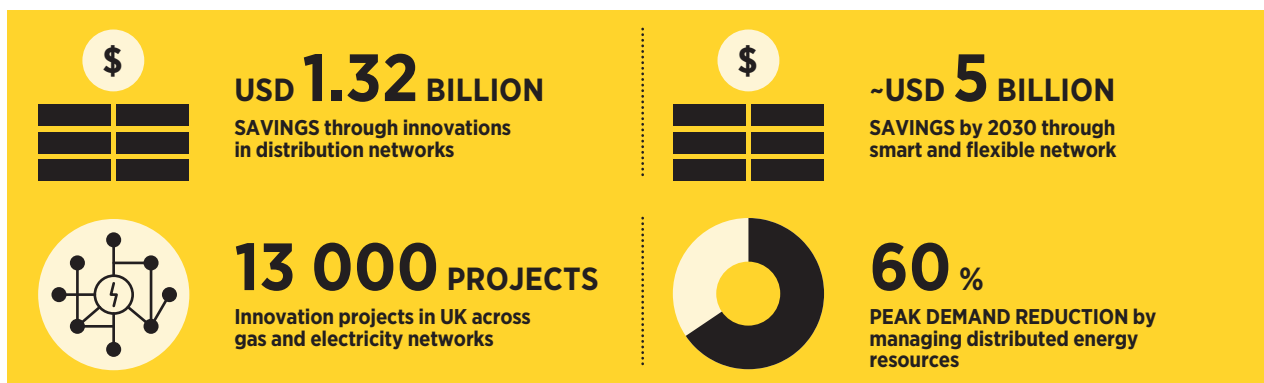 $
USD 1.32 BILLION
SAVINGS through innovations
in distribution networks
$
~USD 5 BILLION
SAVINGS by 2030 through
smart and flexible network
13 000 PROJECTS
Innovation projects in UK across
gas and electricity networks
60 %
PEAK DEMAND REDUCTION by
managing distributed energy
resources